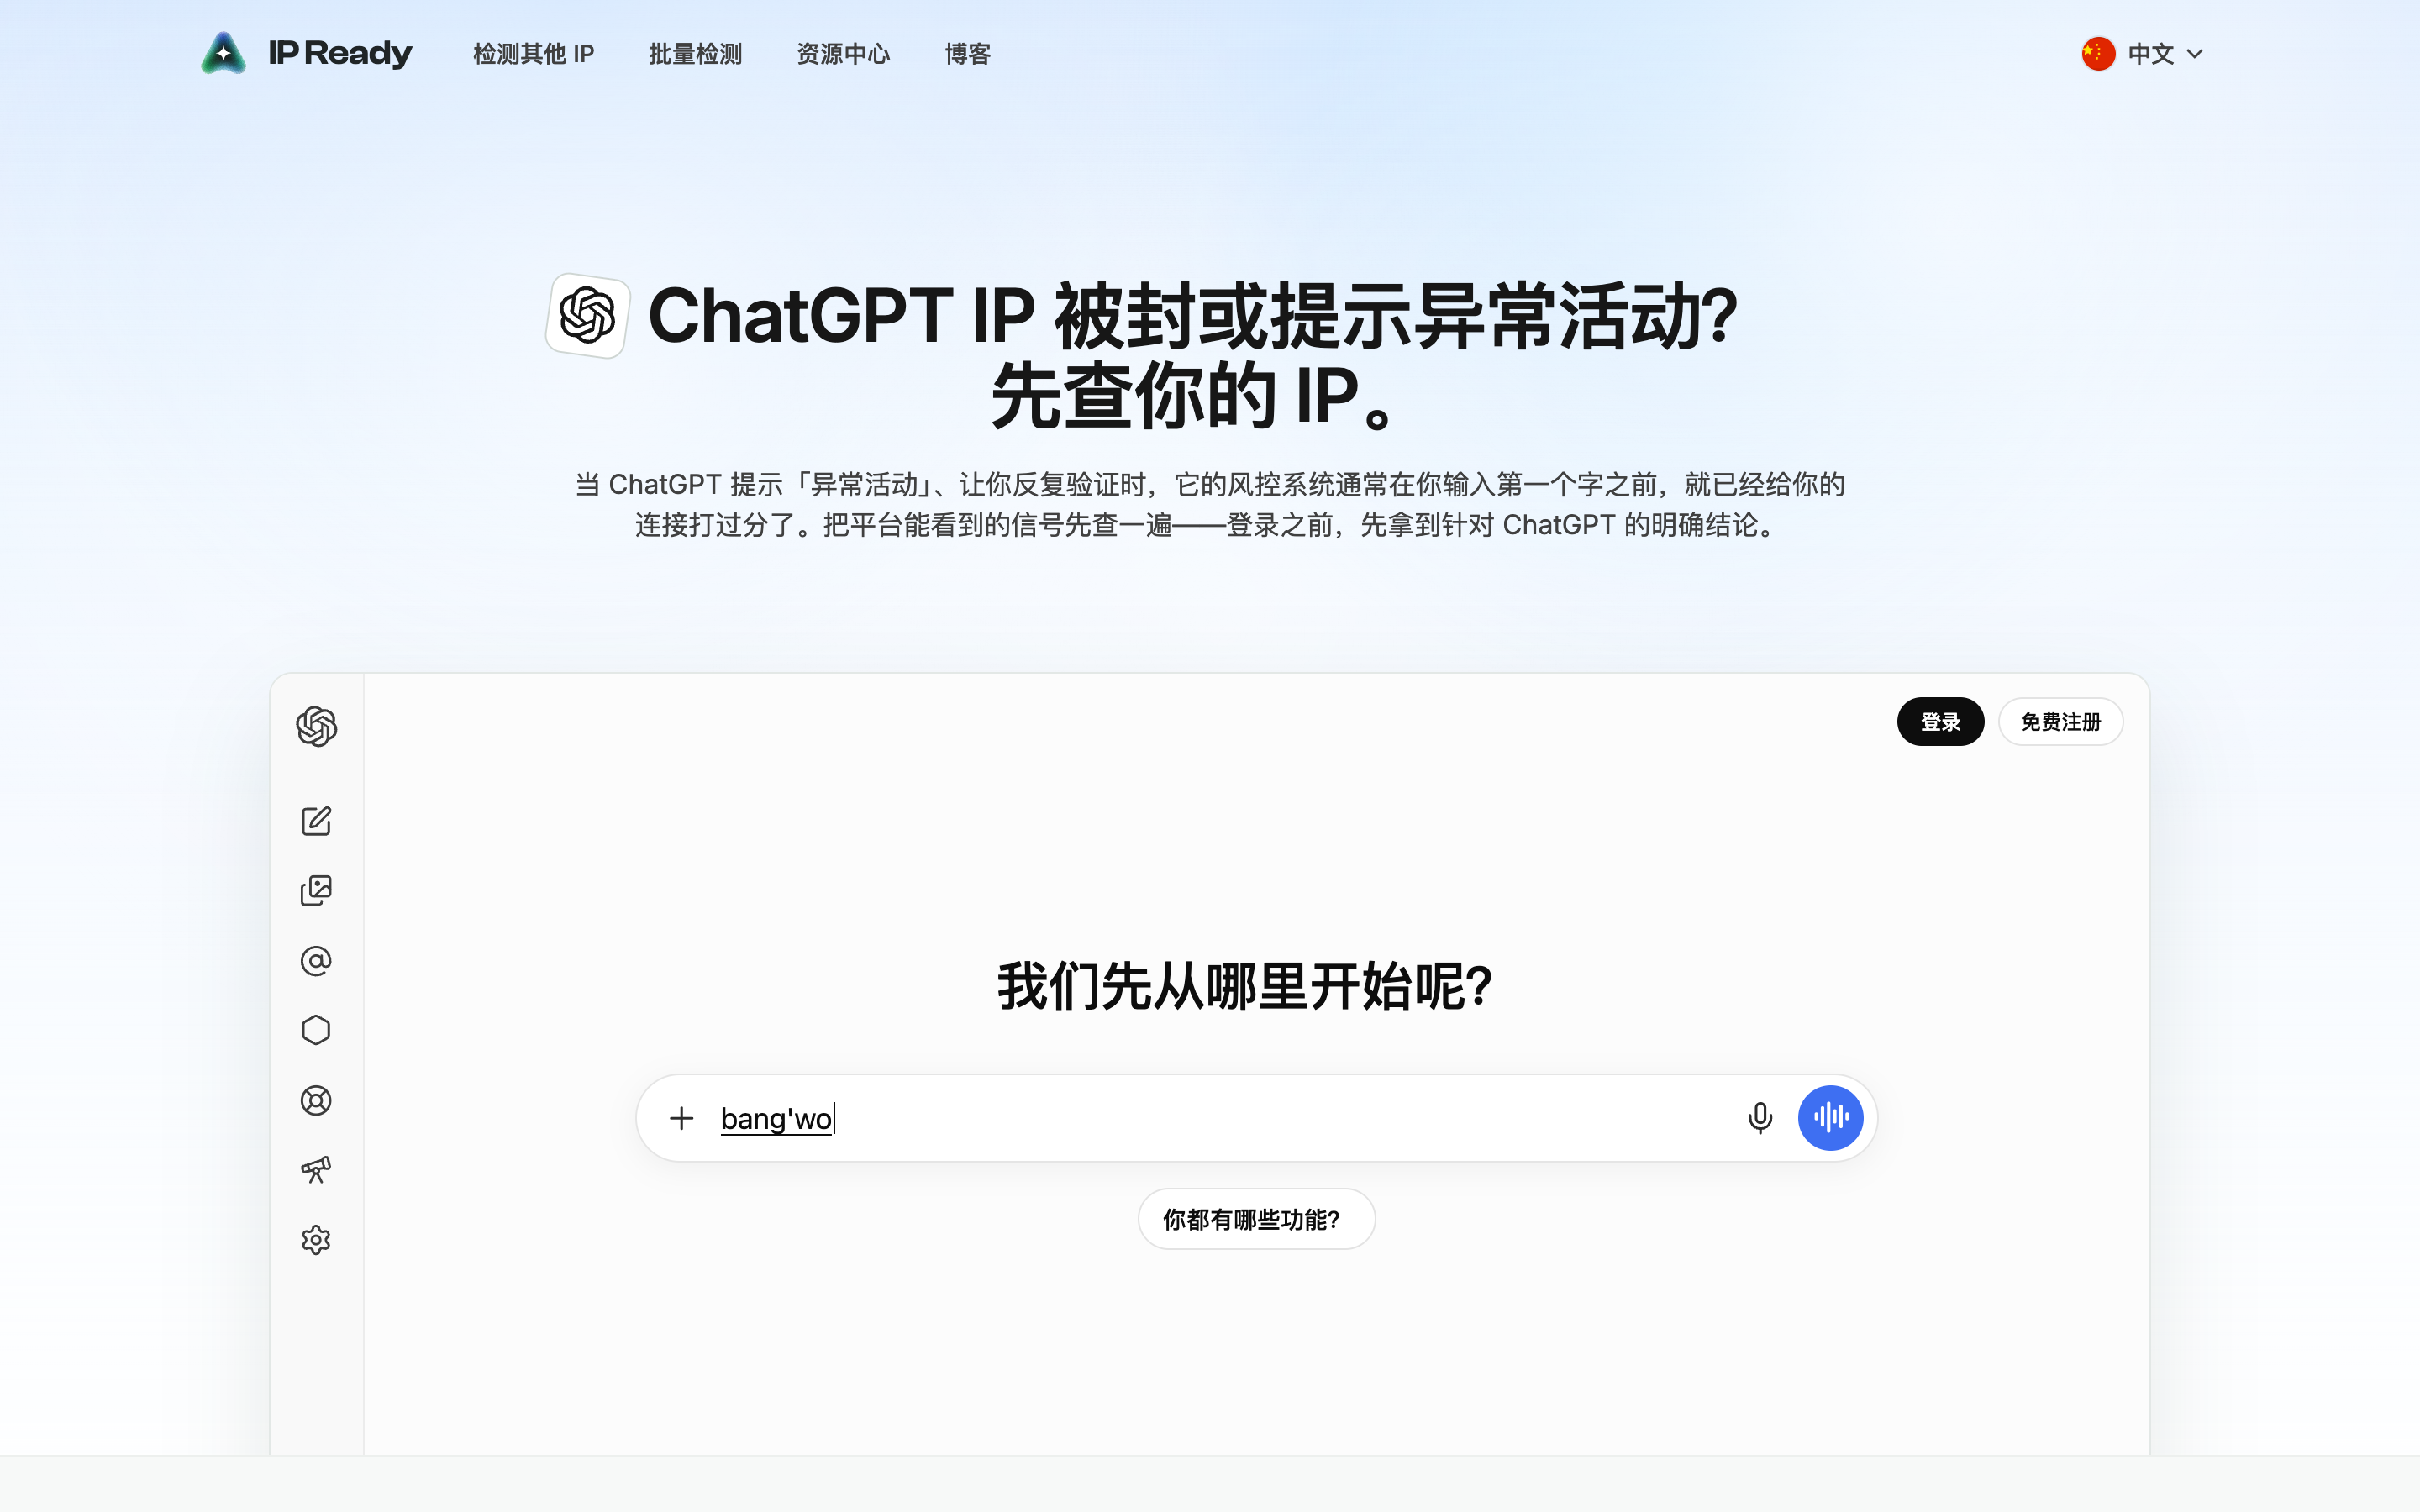 IP Ready
检测其他 IP
批量检测
资源中心
博客
中文
ChatGPT IP 被封或提示异常活动?
先查你的 IP。
当 ChatGPT 提示「异常活动」、让你反复验证时，它的风控系统通常在你输入第一个字之前，就已经给你的
连接打过分了。把平台能看到的信号先查一遍——登录之前，先拿到针对 ChatGPT 的明确结论。
登录
免费注册
我们先从哪里开始呢?
bang'wo
你都有哪些功能?